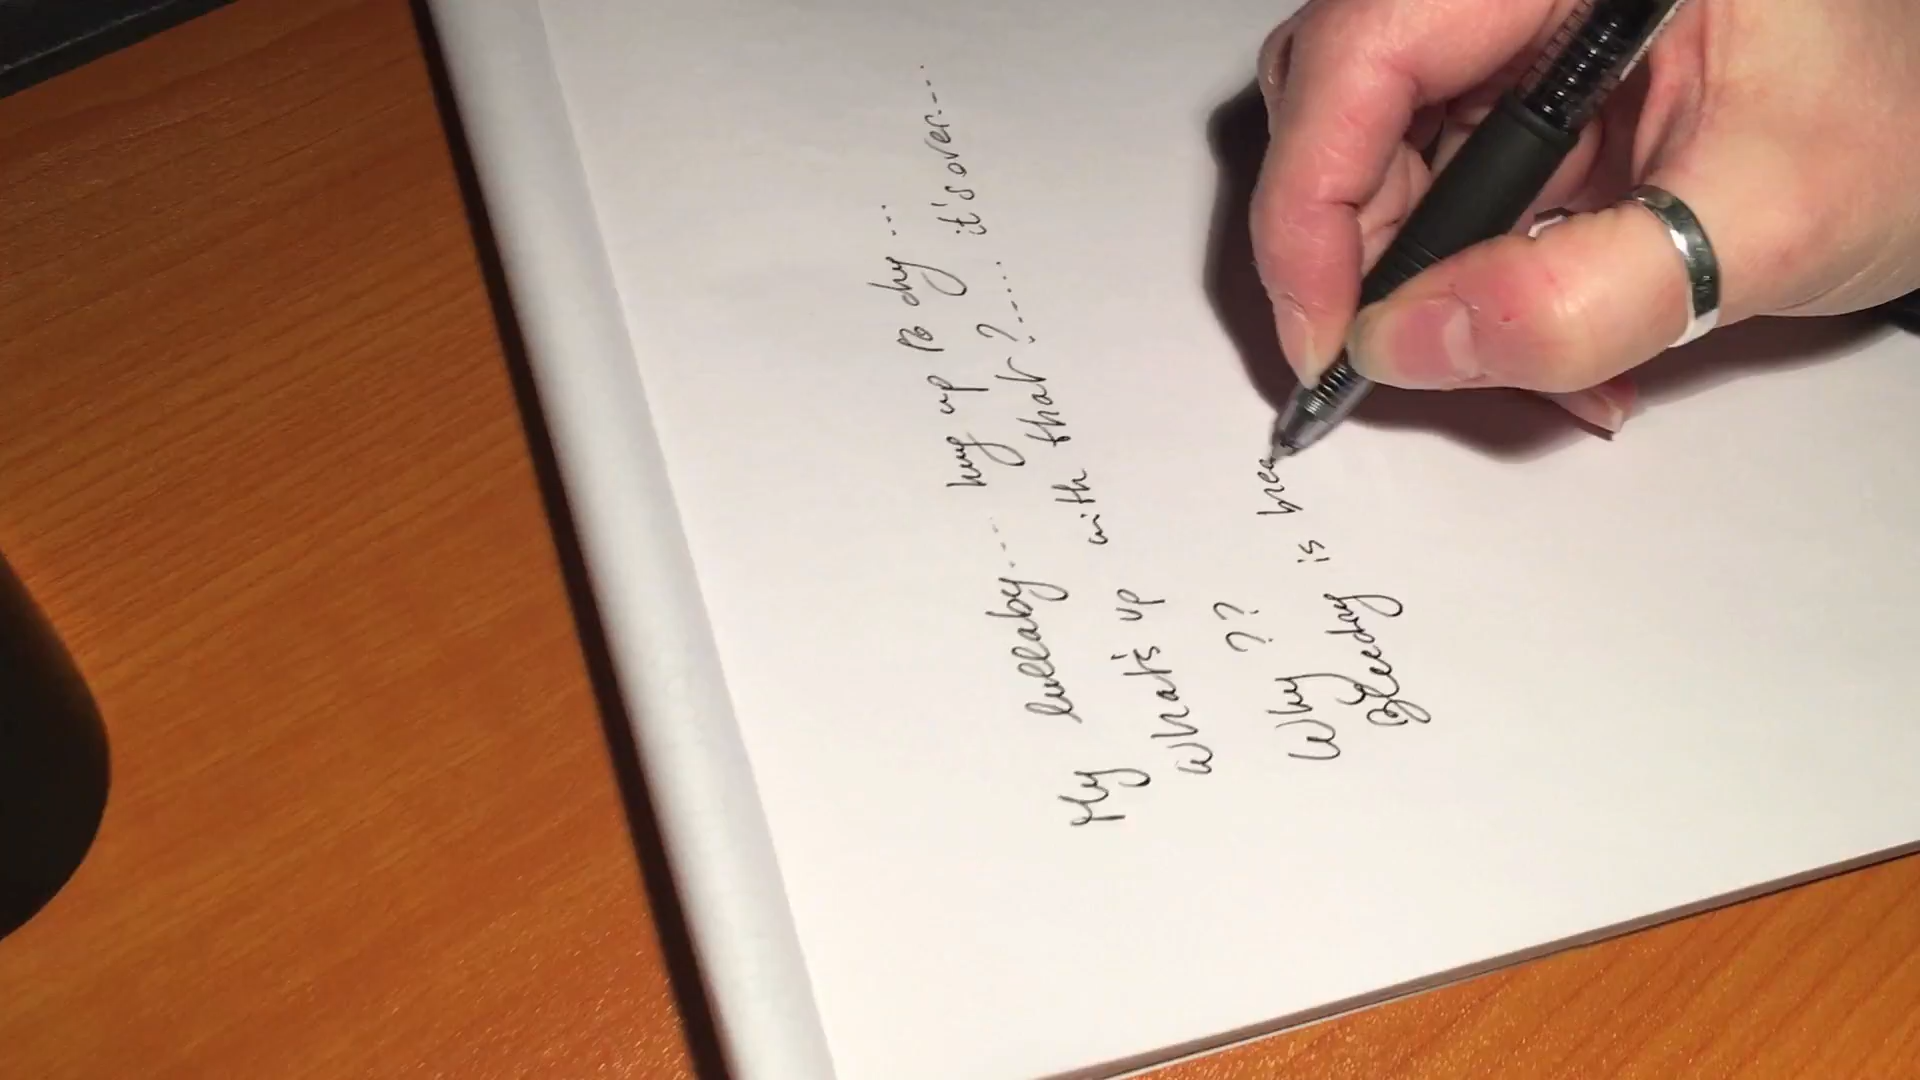 My lullaby.... hung up to dry ...
What's up with that?.... it's over....
Why ??
Bleeding is brea